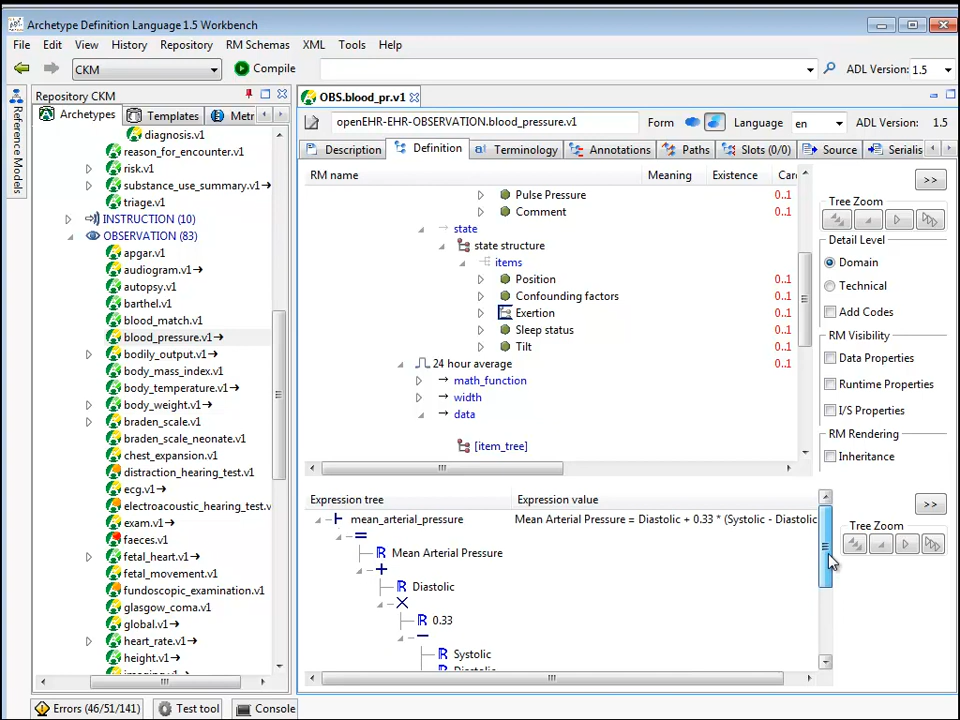 Archetype Definition Language 1.5 Workbench
File Edit View History Repository RM Schemas XML Tools Help
CKM Compile ADL Version: 1.5
Reference Models
Repository CKM
Archetypes Templates Metr
diagnosis.v1
reason_for_encounter.v1
risk.v1
substance_use_summary.v1
triage.v1
INSTRUCTION (10)
OBSERVATION (83)
apgar.v1
audiogram.v1
autopsy.v1
barthel.v1
blood_match.v1
blood_pressure.v1
bodily_output.v1
body_mass_index.v1
body_temperature.v1
body_weight.v1
braden_scale.v1
braden_scale_neonate.v1
chest_expansion.v1
distraction_hearing_test.v1
ecg.v1
electroacoustic_hearing_test.v
exam.v1
faeces.v1
fetal_heart.v1
fetal_movement.v1
fundoscopic_examination.v1
glasgow_coma.v1
global.v1
heart_rate.v1
height.v1
OBS.blood_pr.v1
openEHR-EHR-OBSERVATION.blood_pressure.v1 Form Language en ADL Version: 1.5
Description Definition Terminology Annotations Paths Slots (0/0) Source Serialis
RM name Meaning Existence Car
Pulse Pressure 0..1
Comment 0..1
state
state structure
items
Position 0..1
Confounding factors 0..1
Exertion 0..1
Sleep status 0..1
Tilt 0..1
24 hour average 0..1
math_function
width
data
[item_tree]
>>
Tree Zoom
Detail Level
Domain
Technical
Add Codes
RM Visibility
Data Properties
Runtime Properties
I/S Properties
RM Rendering
Inheritance
Expression tree Expression value
mean_arterial_pressure Mean Arterial Pressure = Diastolic + 0.33 * (Systolic - Diastolic
=
R Mean Arterial Pressure
+
R Diastolic
×
R 0.33
−
R Systolic
R Diastolic
>>
Tree Zoom
Errors (46/51/141) Test tool Console